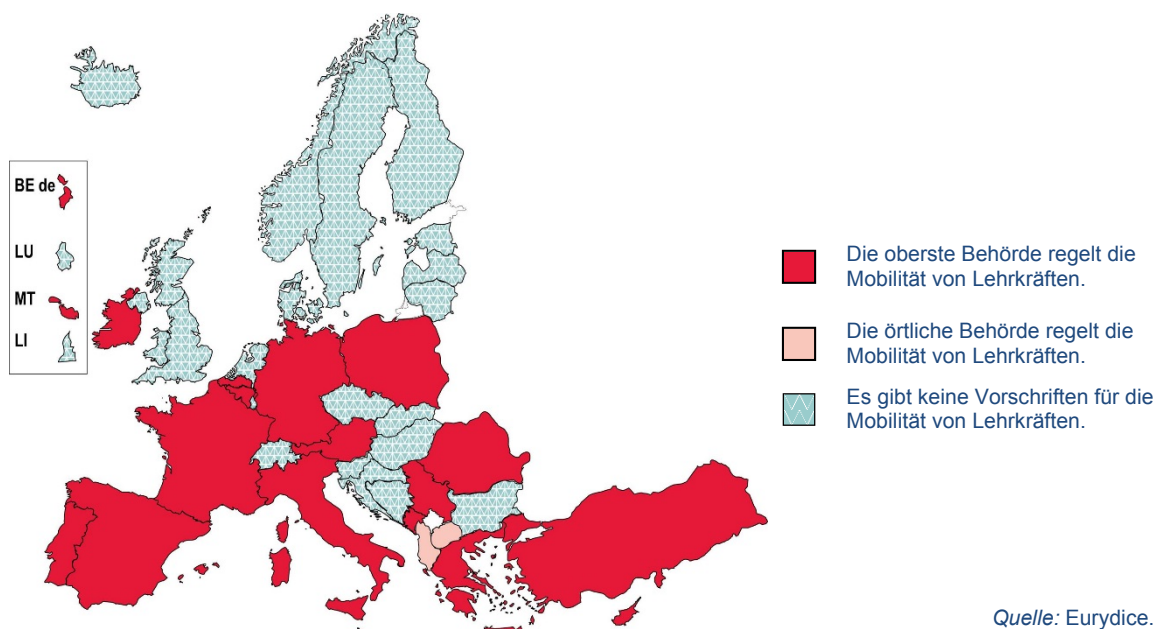 BE de
LU
MT
LI
Die oberste Behörde regelt die
Mobilität von Lehrkräften.
Die örtliche Behörde regelt die
Mobilität von Lehrkräften.
Es gibt keine Vorschriften für die
Mobilität von Lehrkräften.
Quelle: Eurydice.